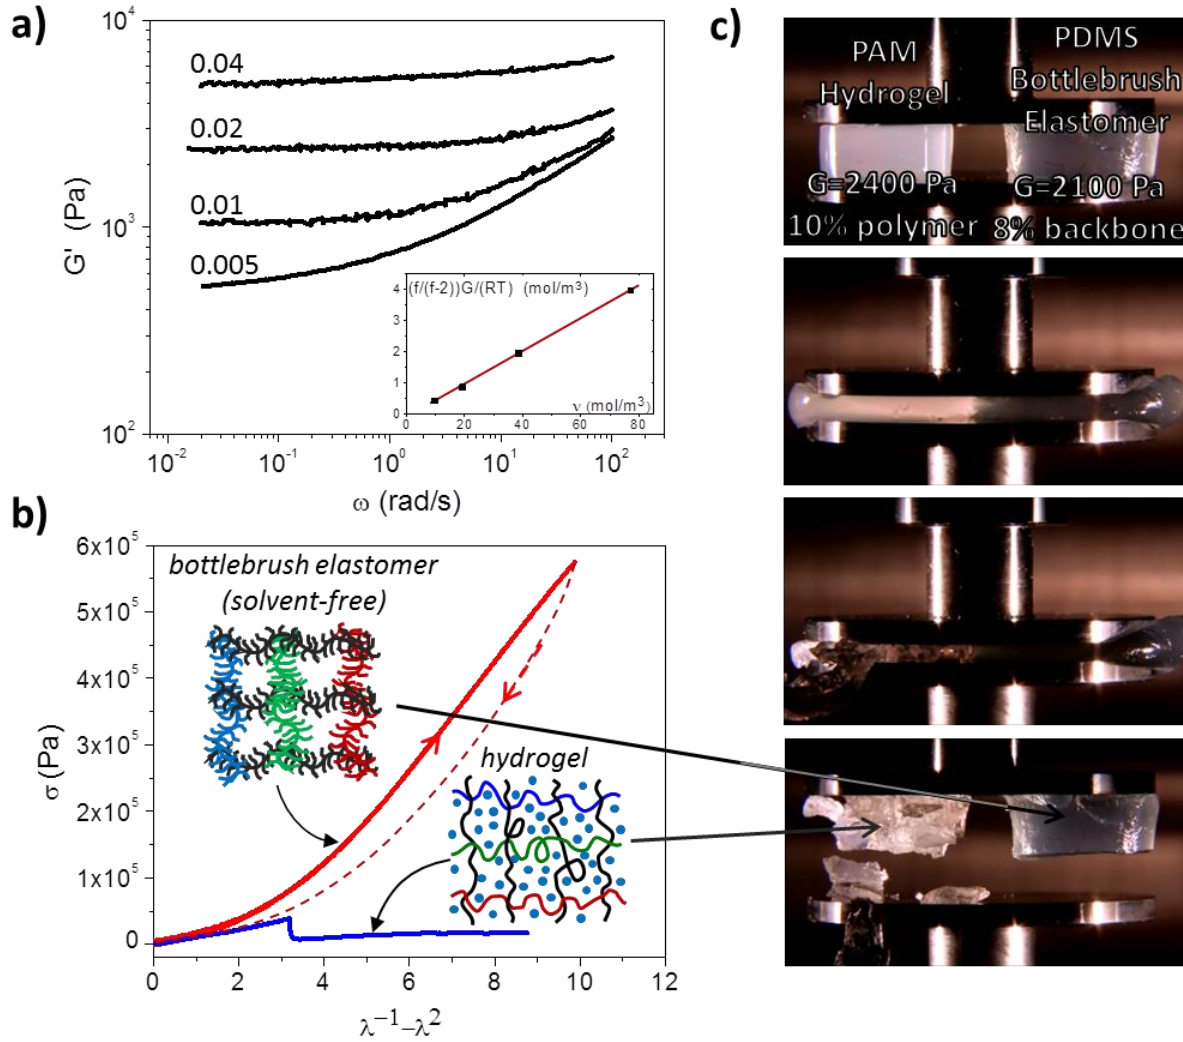 a)
10⁴
10³
10²
G' (Pa)
0.04
0.02
0.01
0.005
(f/(f-2))G/(RT) (mol/m³)
4
3
2
1
0
0 20 40 60 80
ν (mol/m³)
10⁻² 10⁻¹ 10⁰ 10¹ 10²
ω (rad/s)
b)
6x10⁵
5x10⁵
4x10⁵
3x10⁵
2x10⁵
1x10⁵
0
σ (Pa)
bottlebrush elastomer
(solvent-free)
hydrogel
0 2 4 6 8 10 12
λ⁻¹–λ²
c)
PAM
Hydrogel
G=2400 Pa
10% polymer
PDMS
Bottlebrush
Elastomer
G=2100 Pa
8% backbone